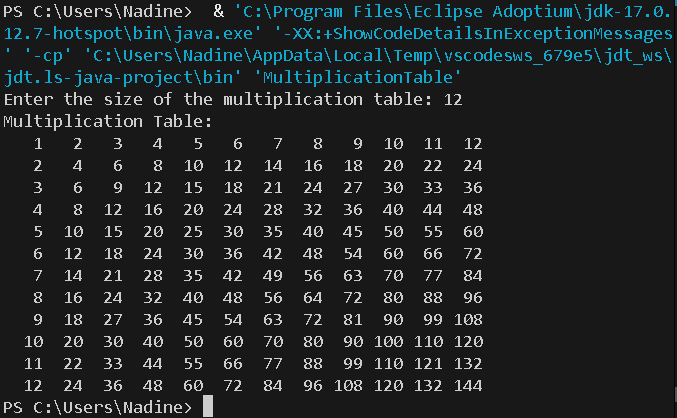 PS C:\Users\Nadine>  & 'C:\Program Files\Eclipse Adoptium\jdk-17.0.
12.7-hotspot\bin\java.exe' '-XX:+ShowCodeDetailsInExceptionMessages
' '-cp' 'C:\Users\Nadine\AppData\Local\Temp\vscodesws_679e5\jdt_ws\
jdt.ls-java-project\bin' 'MultiplicationTable'
Enter the size of the multiplication table: 12
Multiplication Table:
   1   2   3   4   5   6   7   8   9  10  11  12
   2   4   6   8  10  12  14  16  18  20  22  24
   3   6   9  12  15  18  21  24  27  30  33  36
   4   8  12  16  20  24  28  32  36  40  44  48
   5  10  15  20  25  30  35  40  45  50  55  60
   6  12  18  24  30  36  42  48  54  60  66  72
   7  14  21  28  35  42  49  56  63  70  77  84
   8  16  24  32  40  48  56  64  72  80  88  96
   9  18  27  36  45  54  63  72  81  90  99 108
  10  20  30  40  50  60  70  80  90 100 110 120
  11  22  33  44  55  66  77  88  99 110 121 132
  12  24  36  48  60  72  84  96 108 120 132 144
PS C:\Users\Nadine>